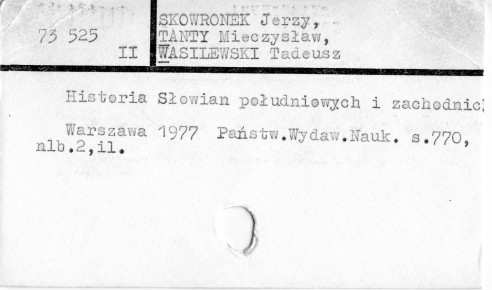 SKOWRONEK Jerzy,
73 525 TANTY Mieczysław,
II WASILEWSKI Tadeusz
Historia Słowian południowych i zachodnic
Warszawa 1977 Państw.Wydaw.Nauk. s.770,
nlb.2,il.